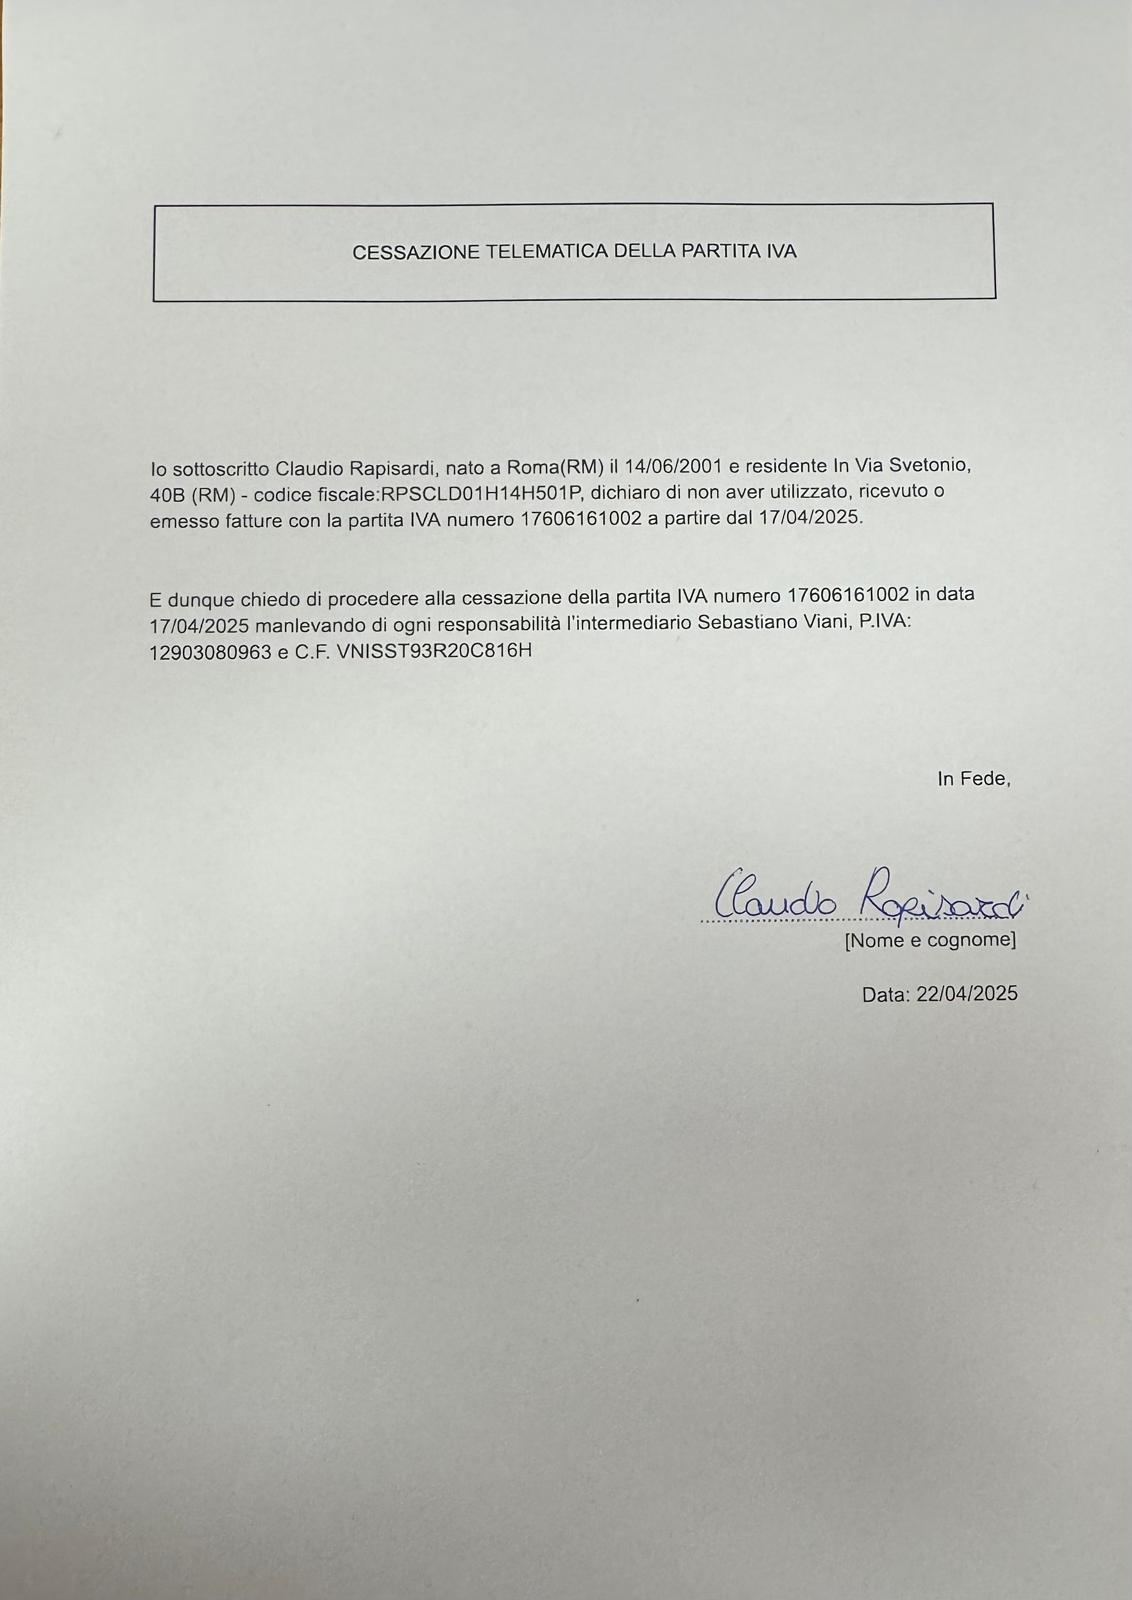 CESSAZIONE TELEMATICA DELLA PARTITA IVA
Io sottoscritto Claudio Rapisardi, nato a Roma(RM) il 14/06/2001 e residente In Via Svetonio,
40B (RM) - codice fiscale:RPSCLD01H14H501P, dichiaro di non aver utilizzato, ricevuto o
emesso fatture con la partita IVA numero 17606161002 a partire dal 17/04/2025.
E dunque chiedo di procedere alla cessazione della partita IVA numero 17606161002 in data
17/04/2025 manlevando di ogni responsabilità l'intermediario Sebastiano Viani, P.IVA:
12903080963 e C.F. VNISST93R20C816H
In Fede,
Claudio Rapisardi
[Nome e cognome]
Data: 22/04/2025